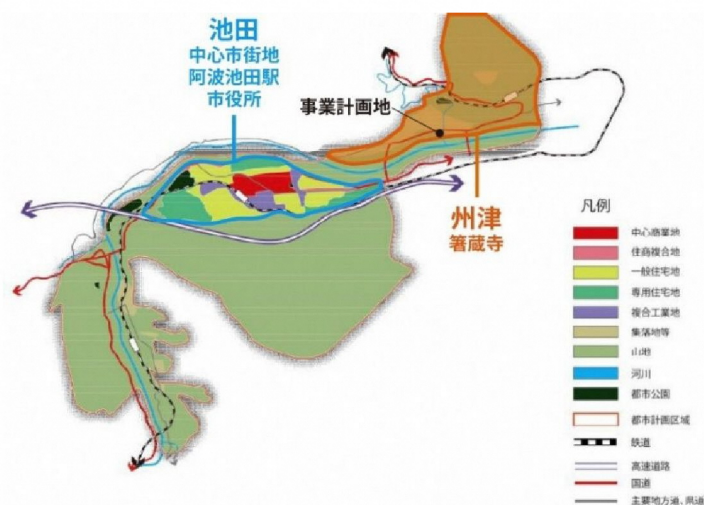 池田
中心市街地
阿波池田駅
市役所
事業計画地
州津
箸蔵寺
凡例
中心商業地
住商複合地
一般住宅地
専用住宅地
複合工業地
集落地等
山地
河川
都市公園
都市計画区域
鉄道
高速道路
国道
主要地方道、県道